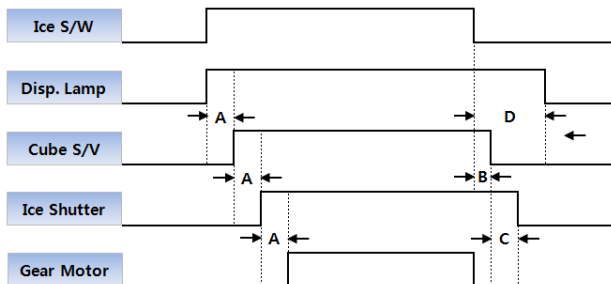 Ice S/W
Disp. Lamp
A
D
Cube S/V
A
B
Ice Shutter
A
C
Gear Motor